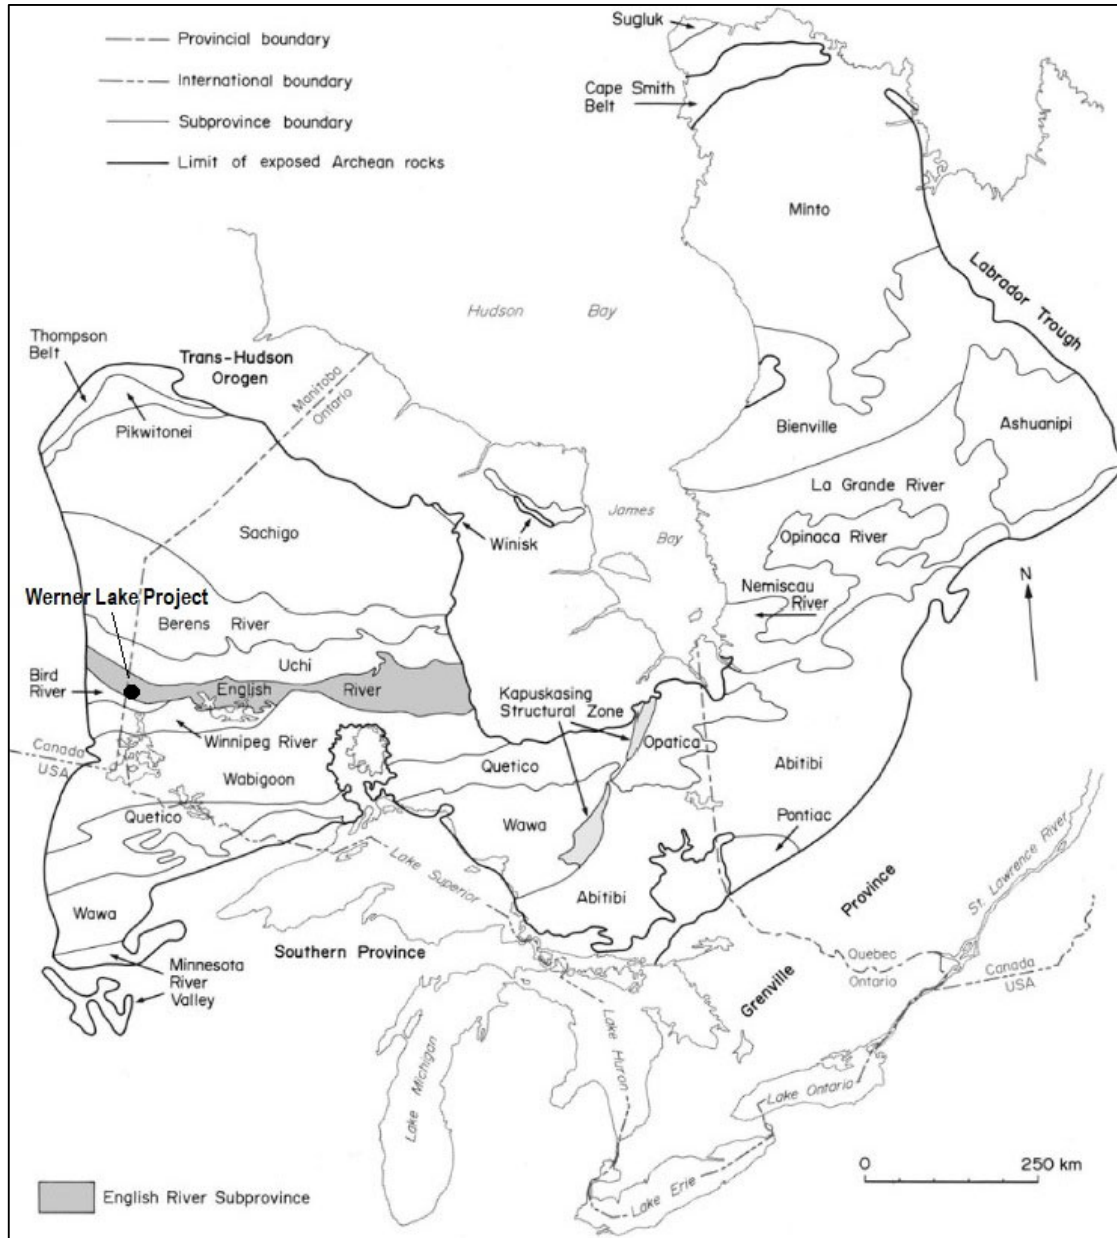 Provincial boundary
International boundary
Subprovince boundary
Limit of exposed Archean rocks
Sugluk
Cape Smith
Belt
Minto
Labrador Trough
Hudson Bay
Thompson
Belt
Trans-Hudson
Orogen
Manitoba
Ontario
Pikwitonei
Bienville
Ashuanipi
La Grande River
Sachigo
Winisk
James
Bay
Opinaca River
Nemiscau
River
N
Werner Lake Project
Berens River
Uchi
Bird
River
English River
Kapuskasing
Structural Zone
Winnipeg River
Opatica
Canada
USA
Wabigoon
Quetico
Abitibi
Quetico
Wawa
Pontiac
Lake Superior
Abitibi
Wawa
Province
St. Lawrence River
Southern Province
Minnesota
River
Valley
Quebec
Ontario
Canada
USA
Grenville
Lake Michigan
Lake Huron
Lake Ontario
Lake Erie
0 250 km
English River Subprovince